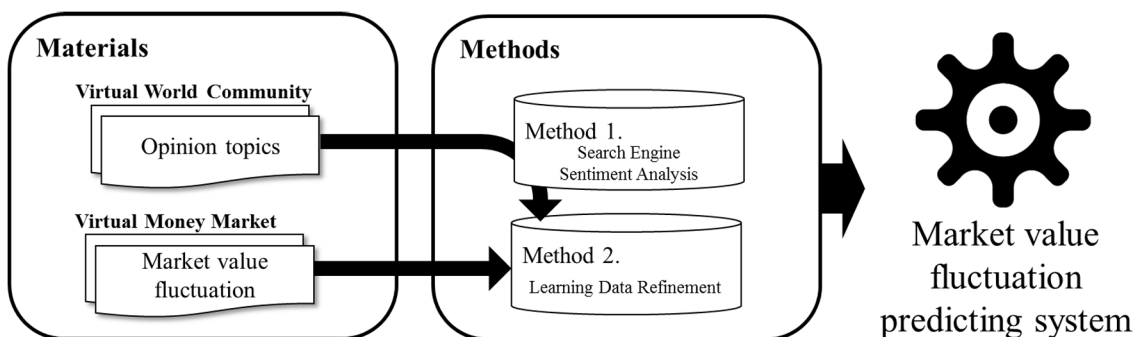 Materials
Virtual World Community
Opinion topics
Virtual Money Market
Market value
fluctuation
Methods
Method 1.
Search Engine
Sentiment Analysis
Method 2.
Learning Data Refinement
Market value
fluctuation
predicting system